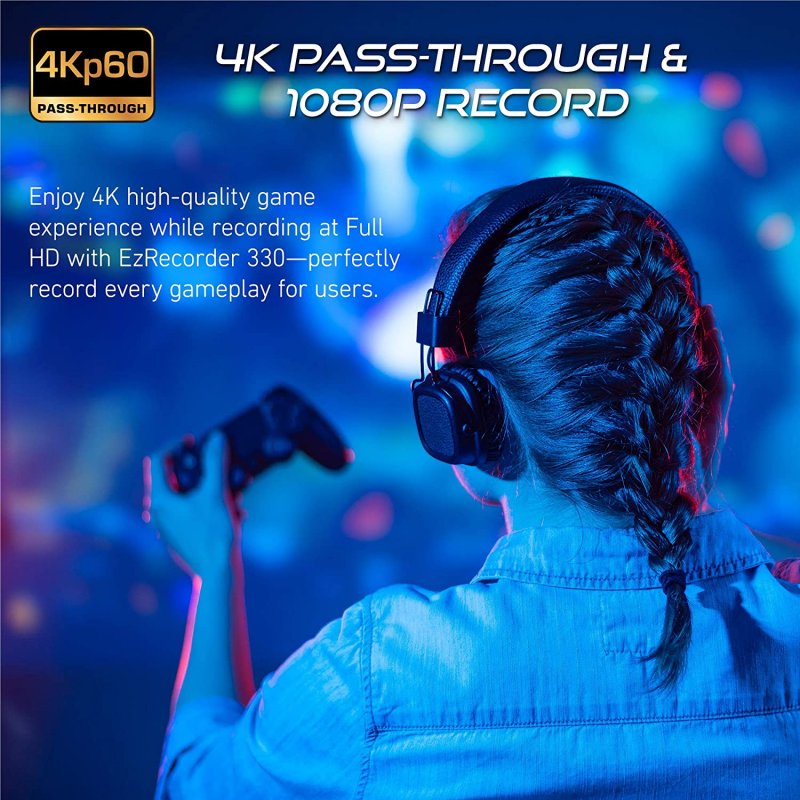 4Kp60
PASS-THROUGH
4K PASS-THROUGH &
1080P RECORD
Enjoy 4K high-quality game
experience while recording at Full
HD with EzRecorder 330—perfectly
record every gameplay for users.